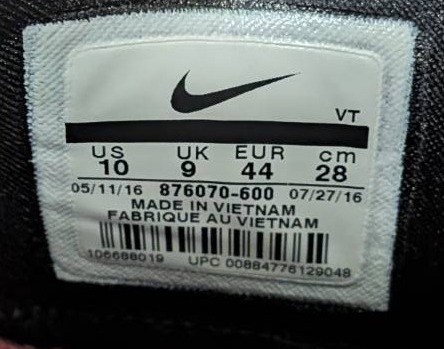 VT
US UK EUR cm
10 9 44 28
05/11/16 876070-600 07/27/16
MADE IN VIETNAM
FABRIQUE AU VIETNAM
106688019 UPC 00884776129048